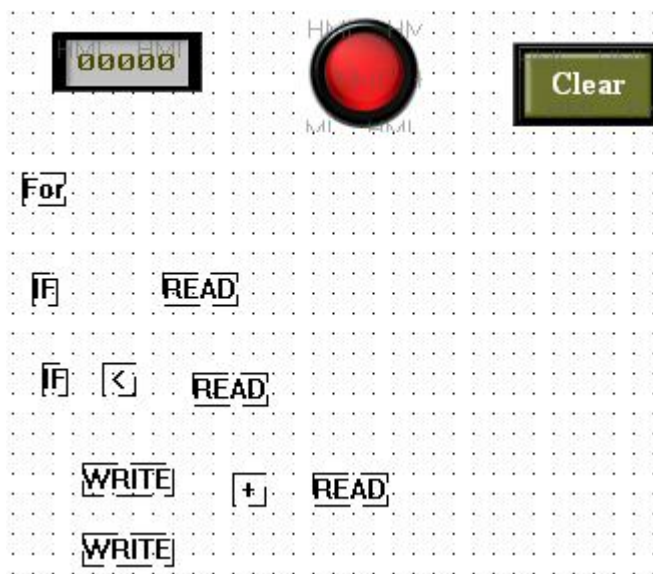 00000 Clear
For
IF READ
IF < READ
WRITE + READ
WRITE